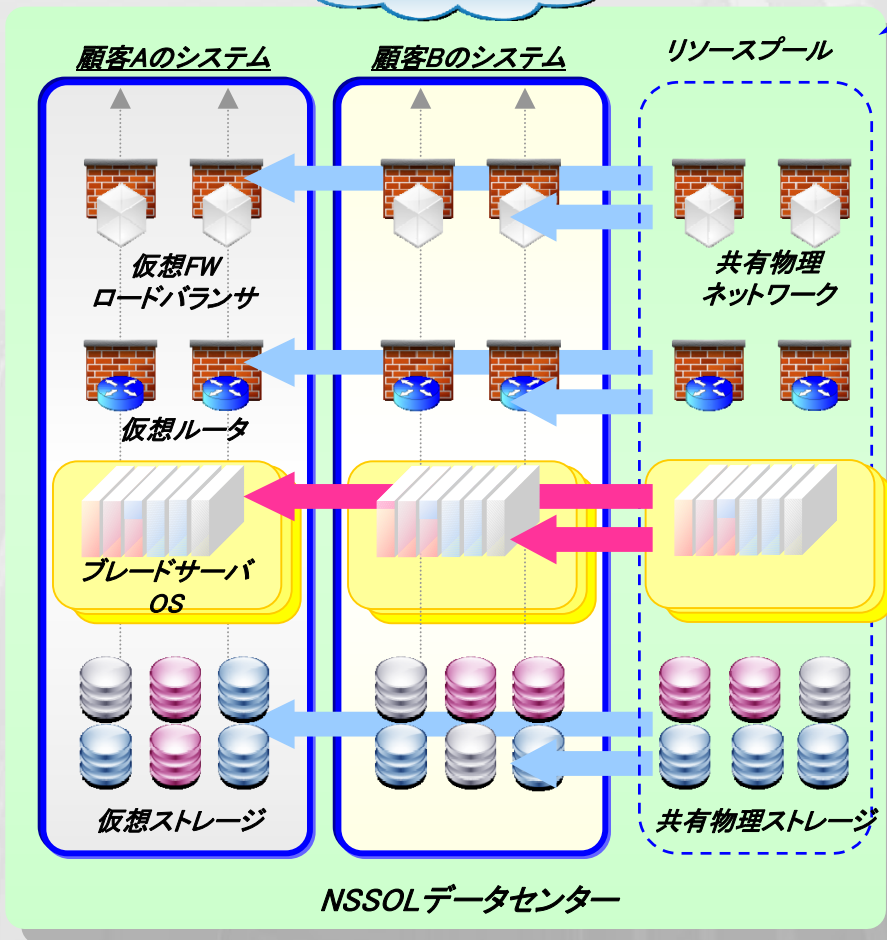 顧客Aのシステム
顧客Bのシステム
リソースプール
仮想FW
ロードバランサ
共有物理
ネットワーク
仮想ルータ
ブレードサーバ
OS
仮想ストレージ
共有物理ストレージ
NSSOLデータセンター